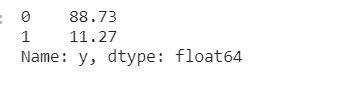 0    88.73
1    11.27
Name: y, dtype: float64